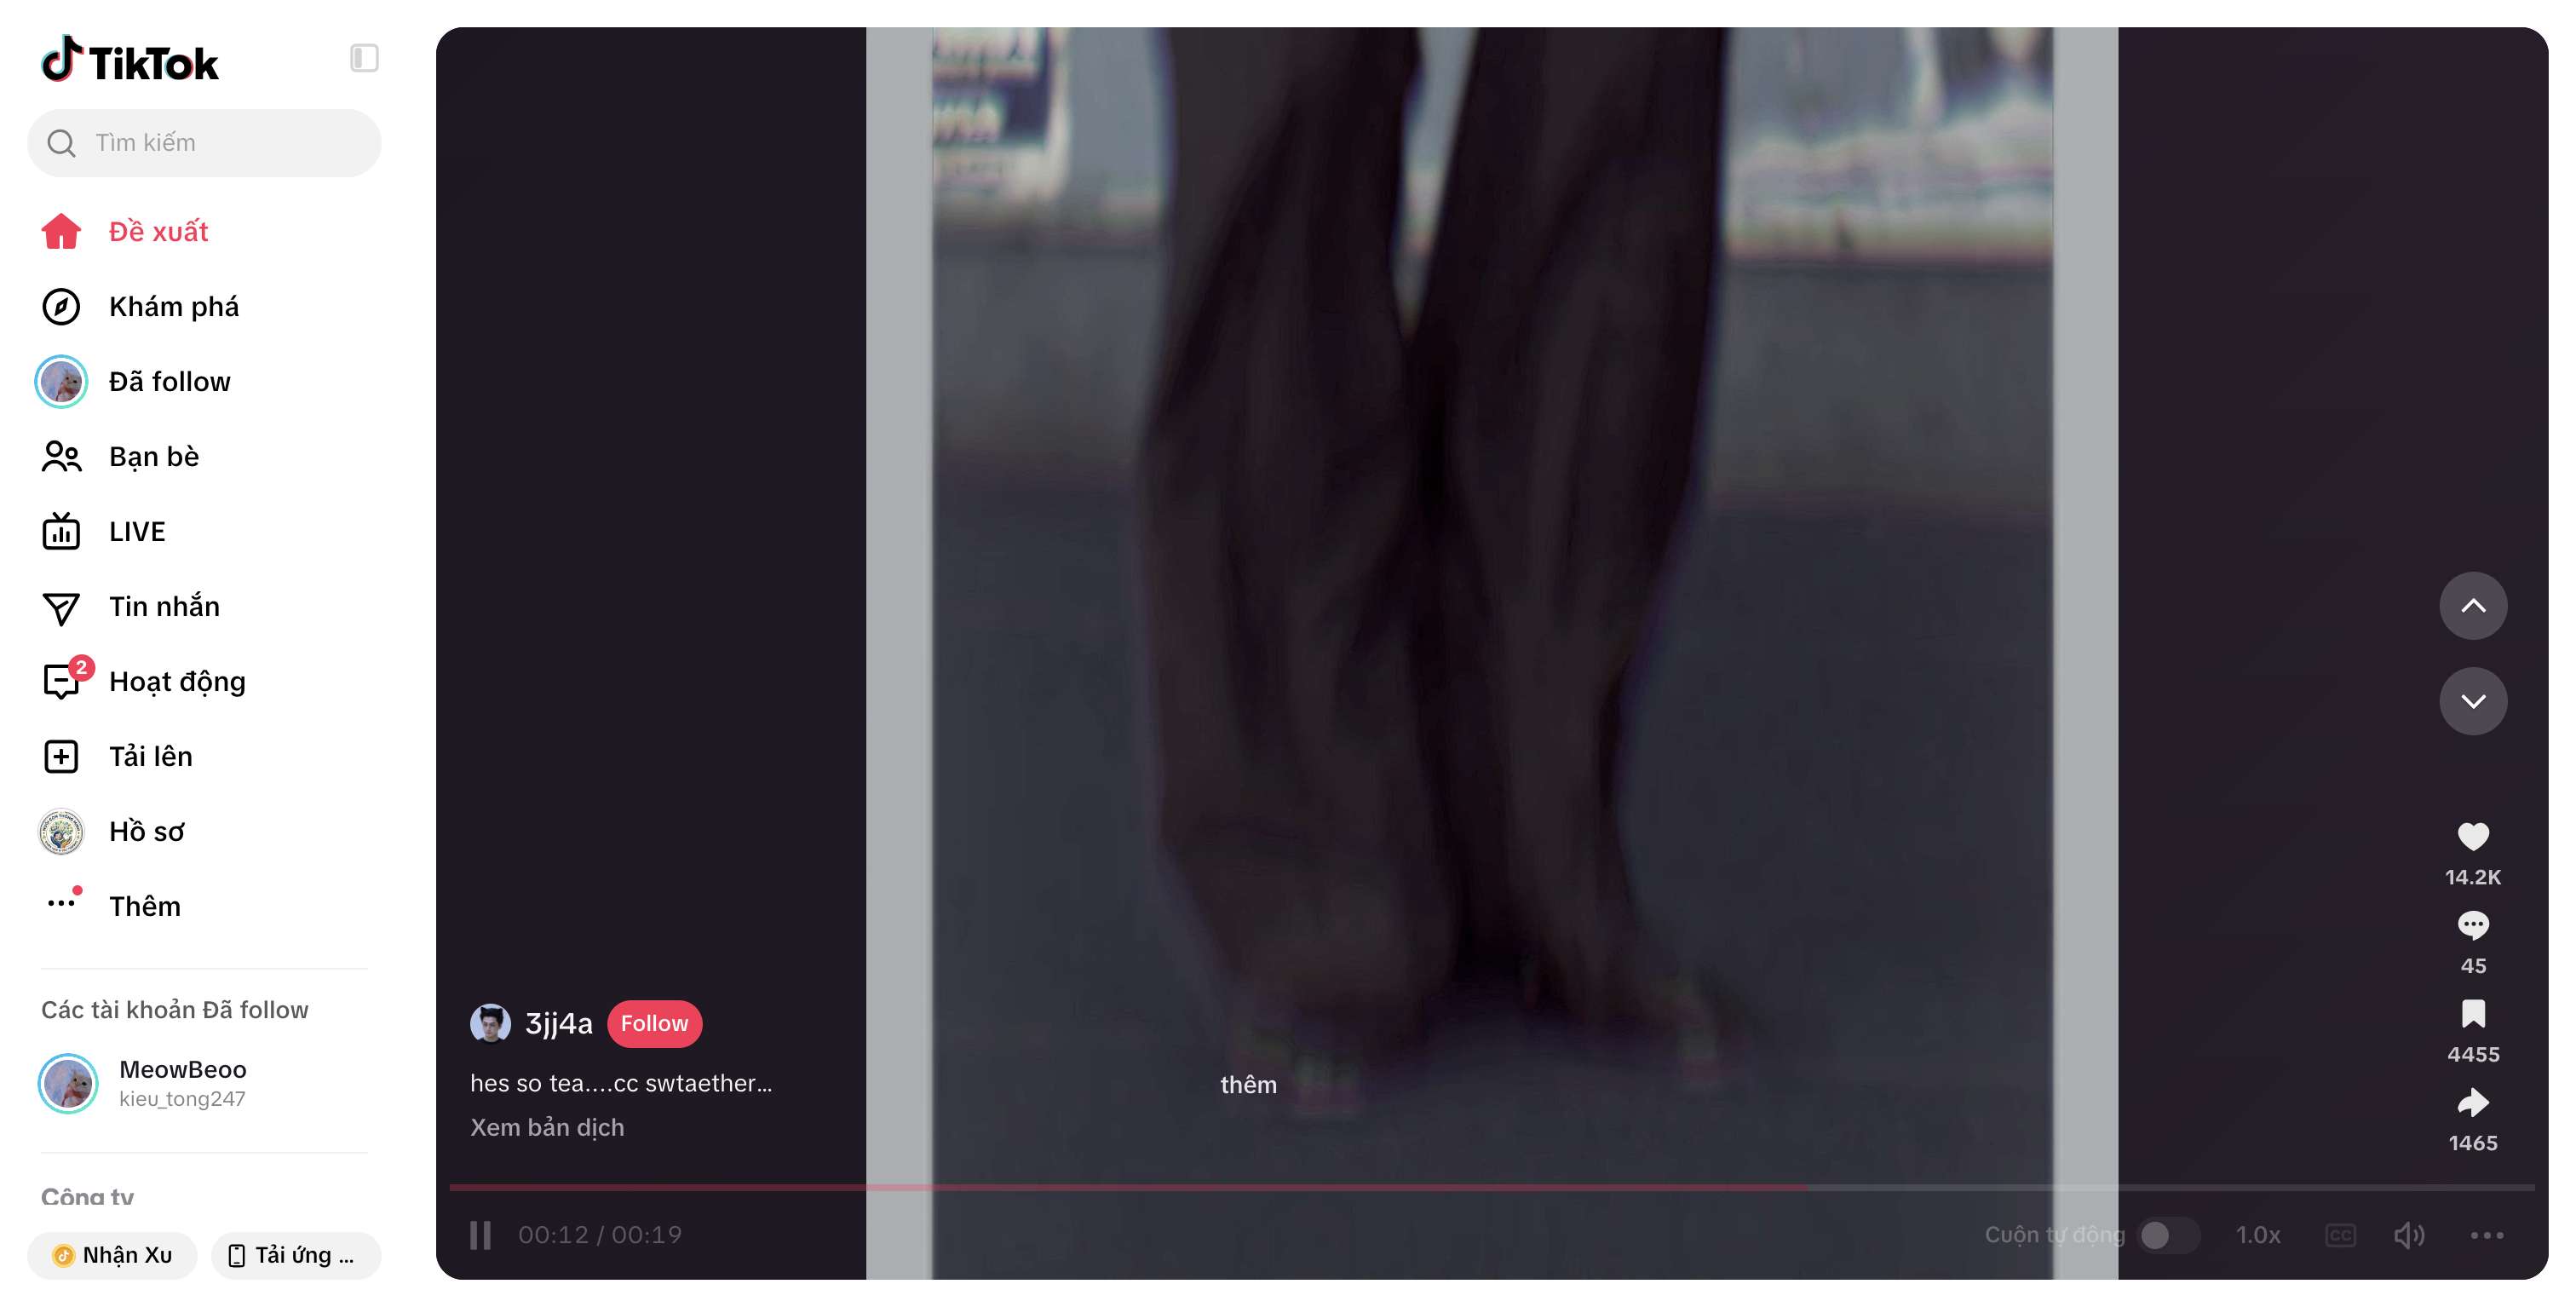 TikTok
Tìm kiếm
Đề xuất
Khám phá
Đã follow
Bạn bè
LIVE
Tin nhắn
2
Hoạt động
Tải lên
Hồ sơ
Thêm
Các tài khoản Đã follow
MeowBeoo
kieu_tong247
Công ty
Nhận Xu
Tải ứng ...
3jj4a
Follow
hes so tea....cc swtaether...
thêm
Xem bản dịch
00:12 / 00:19
14.2K
45
4455
1465
Cuộn tự động
1.0x
CC